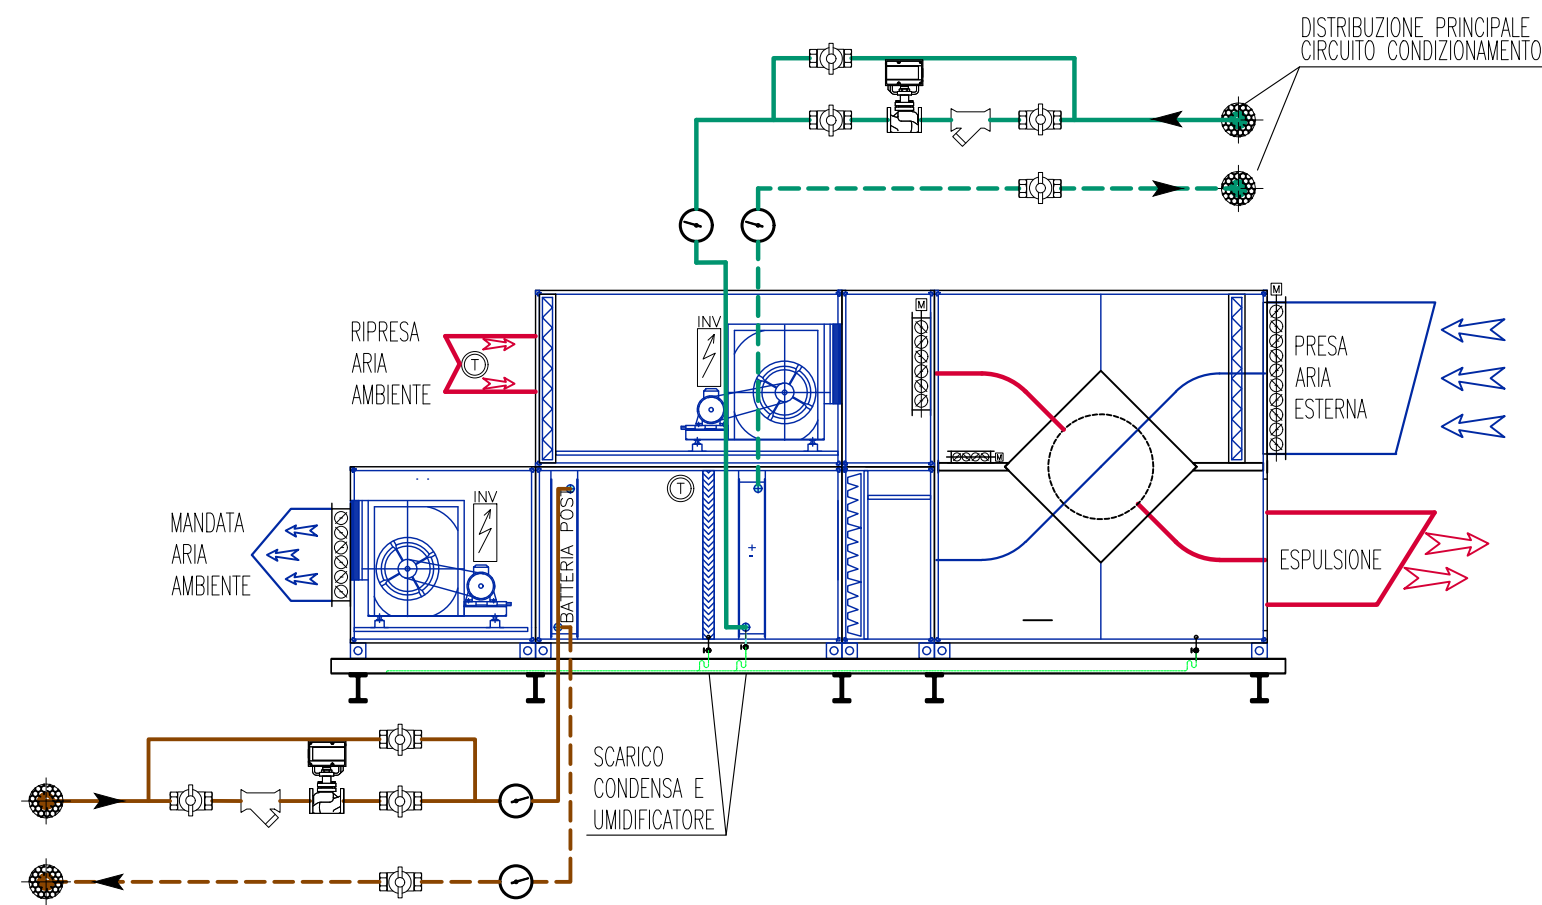 DISTRIBUZIONE PRINCIPALE
CIRCUITO CONDIZIONAMENTO
M
M
INV
RIPRESA
ARIA
AMBIENTE
T
PRESA
ARIA
ESTERNA
M
T
INV
MANDATA
ARIA
AMBIENTE
BATTERIA POST
+
-
ESPULSIONE
SCARICO
CONDENSA E
UMIDIFICATORE